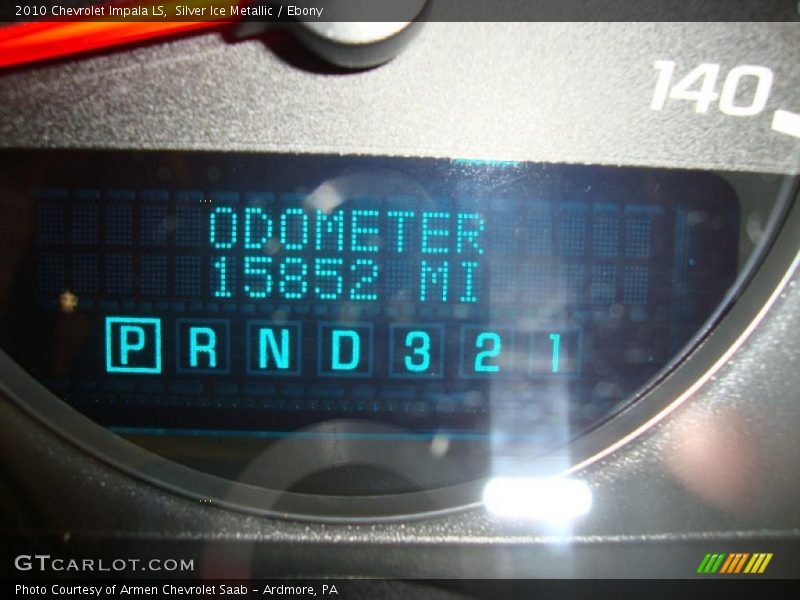 2010 Chevrolet Impala LS, Silver Ice Metallic / Ebony
140
ODOMETER
15852 MI
P R N D 3 2 1
GTCARLOT.COM
Photo Courtesy of Armen Chevrolet Saab - Ardmore, PA